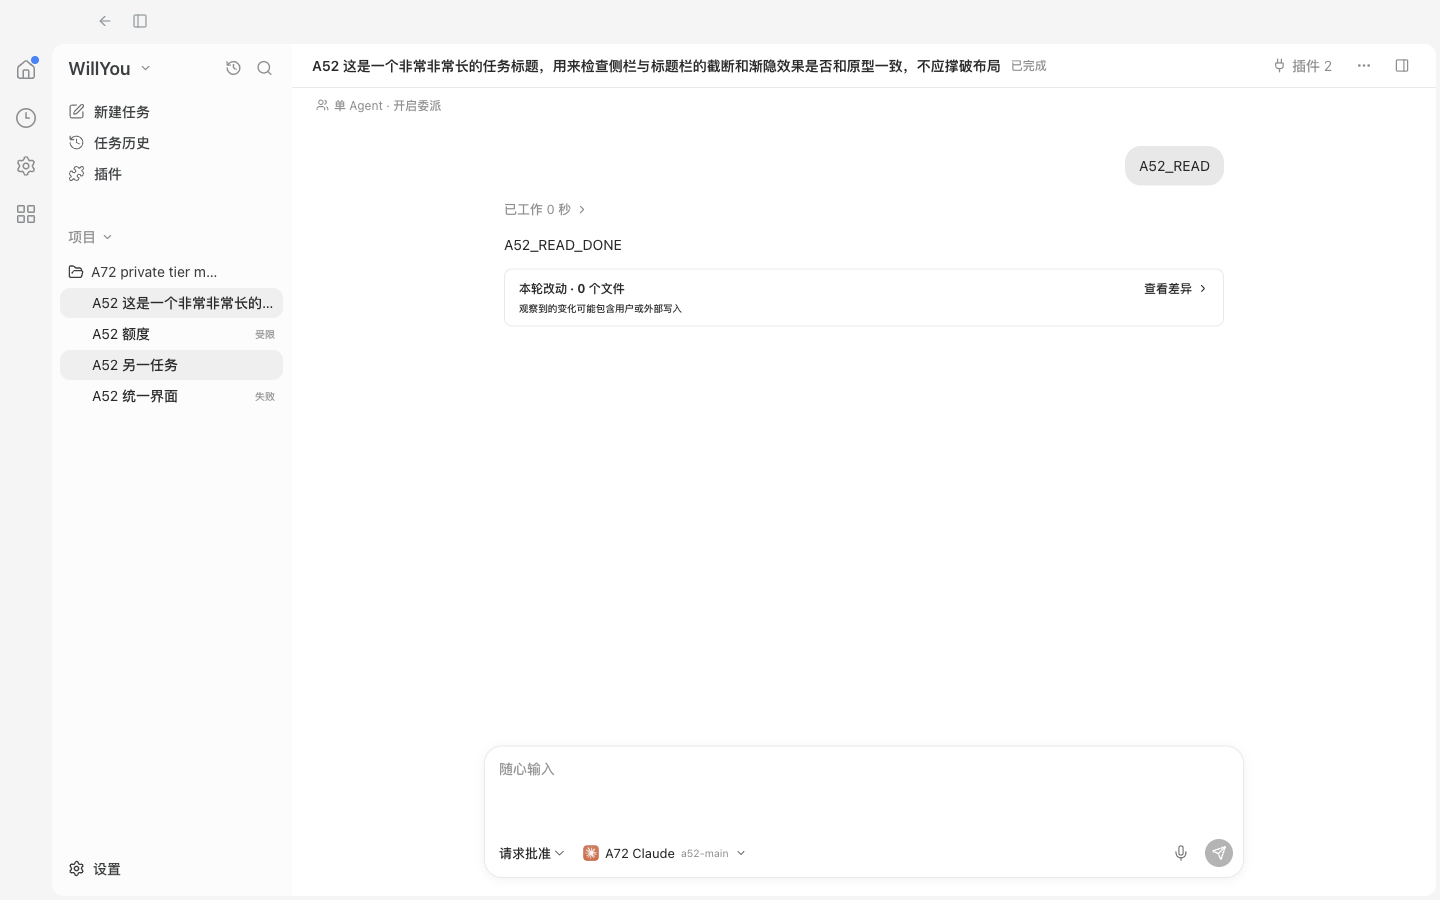 WillYou
新建任务
任务历史
插件
项目
A72 private tier m...
A52 这是一个非常非常长的...
A52 额度 受限
A52 另一任务
A52 统一界面 失败
设置
A52 这是一个非常非常长的任务标题，用来检查侧栏与标题栏的截断和渐隐效果是否和原型一致，不应撑破布局 已完成
插件 2
单 Agent · 开启委派
A52_READ
已工作 0 秒
A52_READ_DONE
本轮改动 · 0 个文件
查看差异
观察到的变化可能包含用户或外部写入
随心输入
请求批准
A72 Claude a52-main